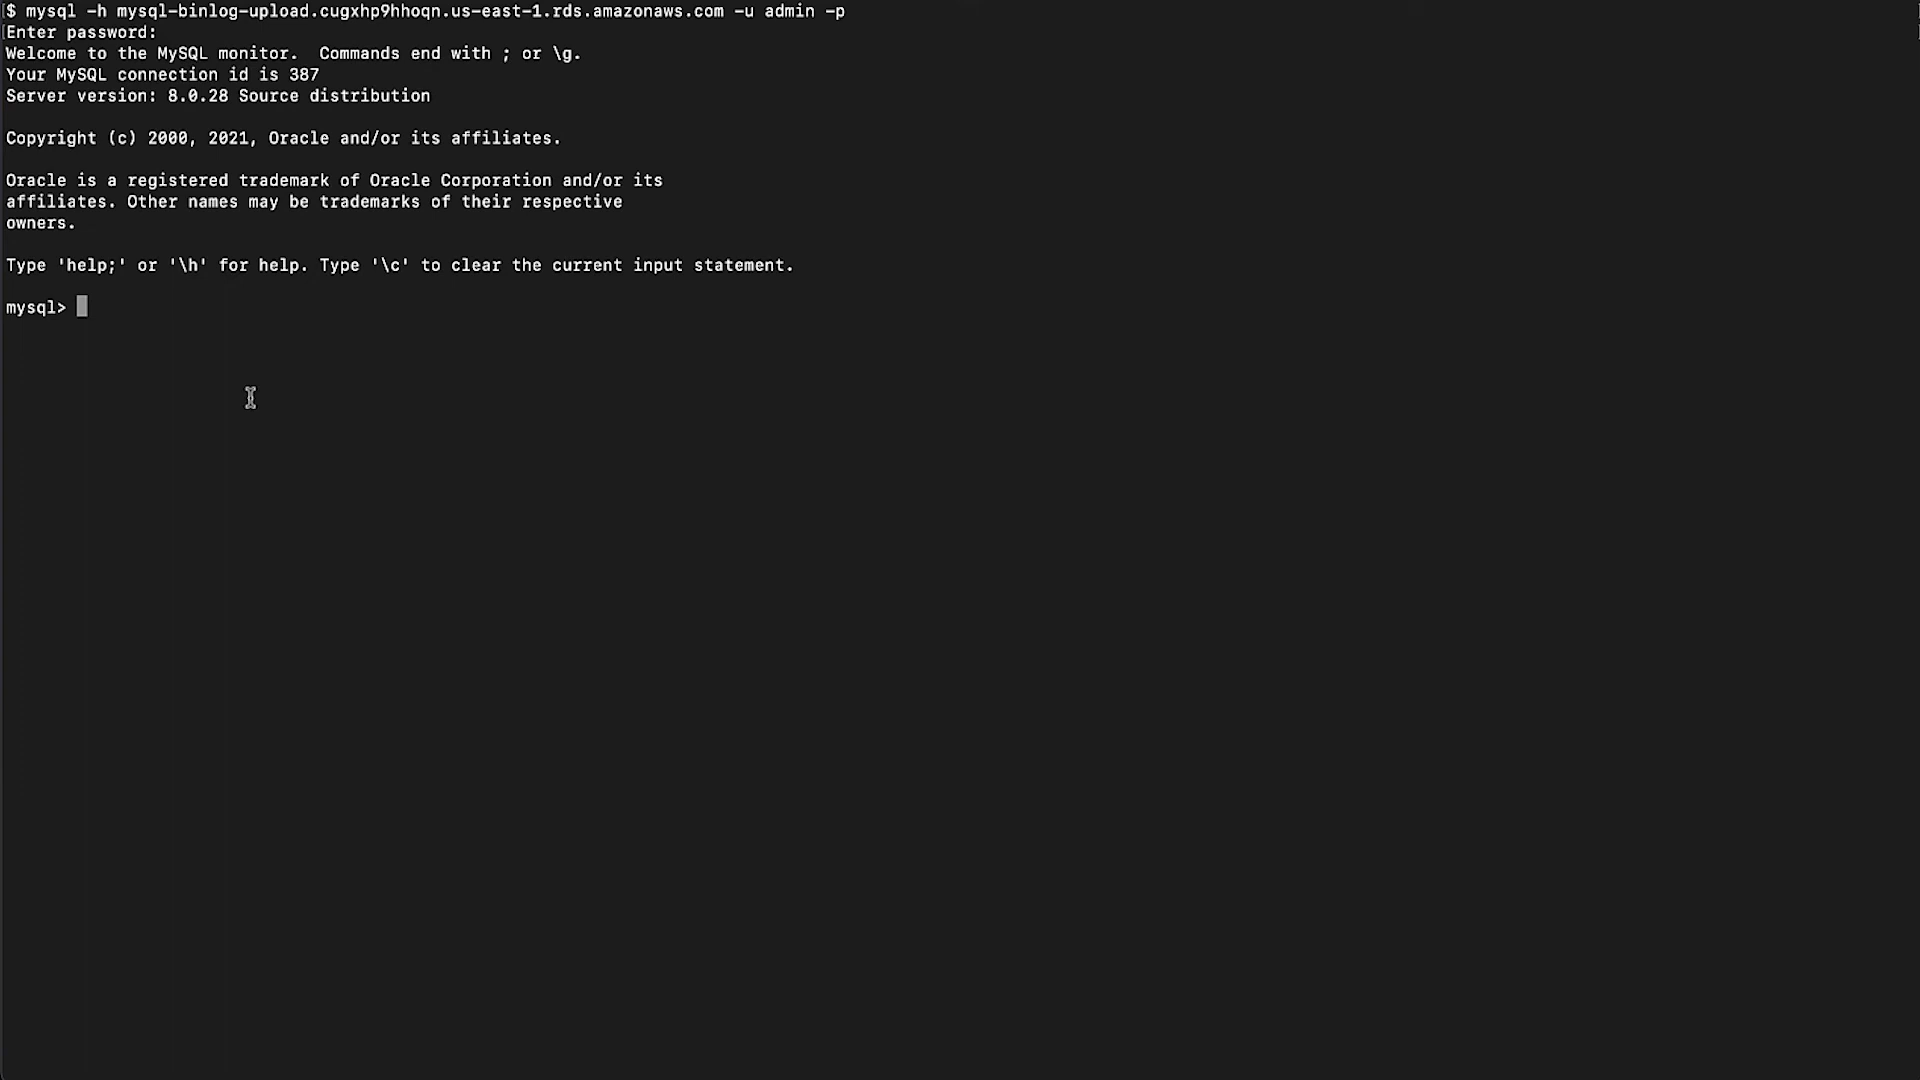 $ mysql -h mysql-binlog-upload.cugxhp9hhoqn.us-east-1.rds.amazonaws.com -u admin -p
Enter password:
Welcome to the MySQL monitor.  Commands end with ; or \g.
Your MySQL connection id is 387
Server version: 8.0.28 Source distribution
Copyright (c) 2000, 2021, Oracle and/or its affiliates.
Oracle is a registered trademark of Oracle Corporation and/or its
affiliates. Other names may be trademarks of their respective
owners.
Type 'help;' or '\h' for help. Type '\c' to clear the current input statement.
mysql>